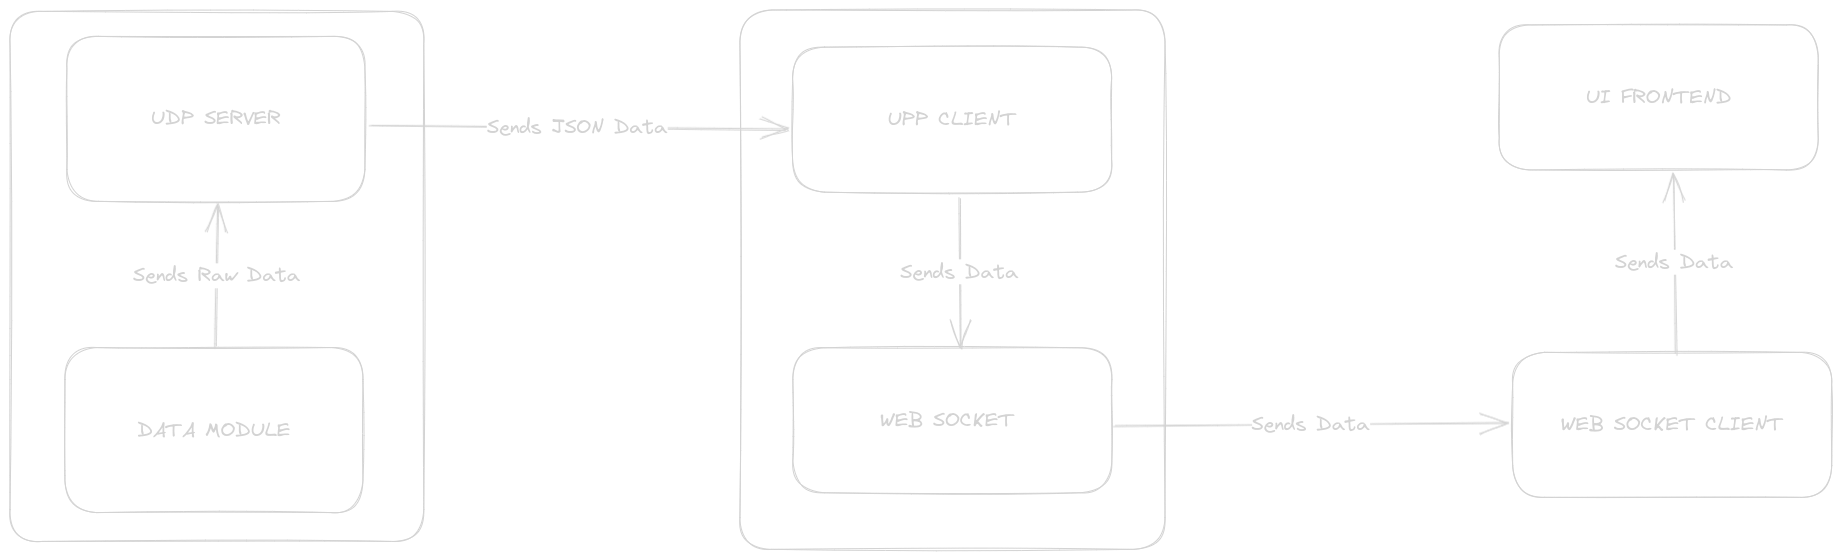 UDP SERVER
Sends JSON Data
UPP CLIENT
UI FRONTEND
Sends Raw Data
Sends Data
Sends Data
DATA MODULE
WEB SOCKET
Sends Data
WEB SOCKET CLIENT